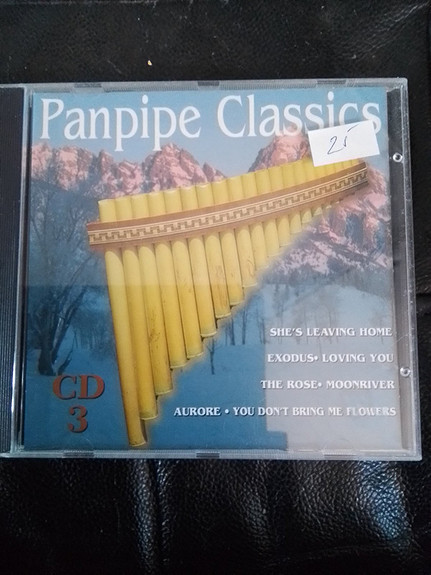 Panpipe Classics
25
SHE'S LEAVING HOME
EXODUS• LOVING YOU
THE ROSE• MOONRIVER
AURORE • YOU DON'T BRING ME FLOWERS
CD
3